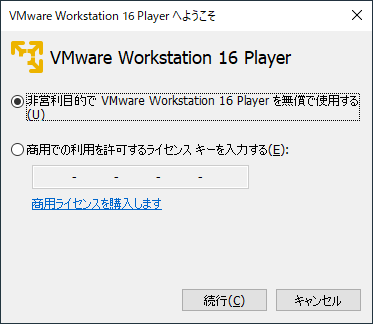 VMware Workstation 16 Player へようこそ
VMware Workstation 16 Player
非営利目的で VMware Workstation 16 Player を無償で使用する
(U)
商用での利用を許可するライセンス キーを入力する(E):
- - - -
商用ライセンスを購入します
続行(C)
キャンセル